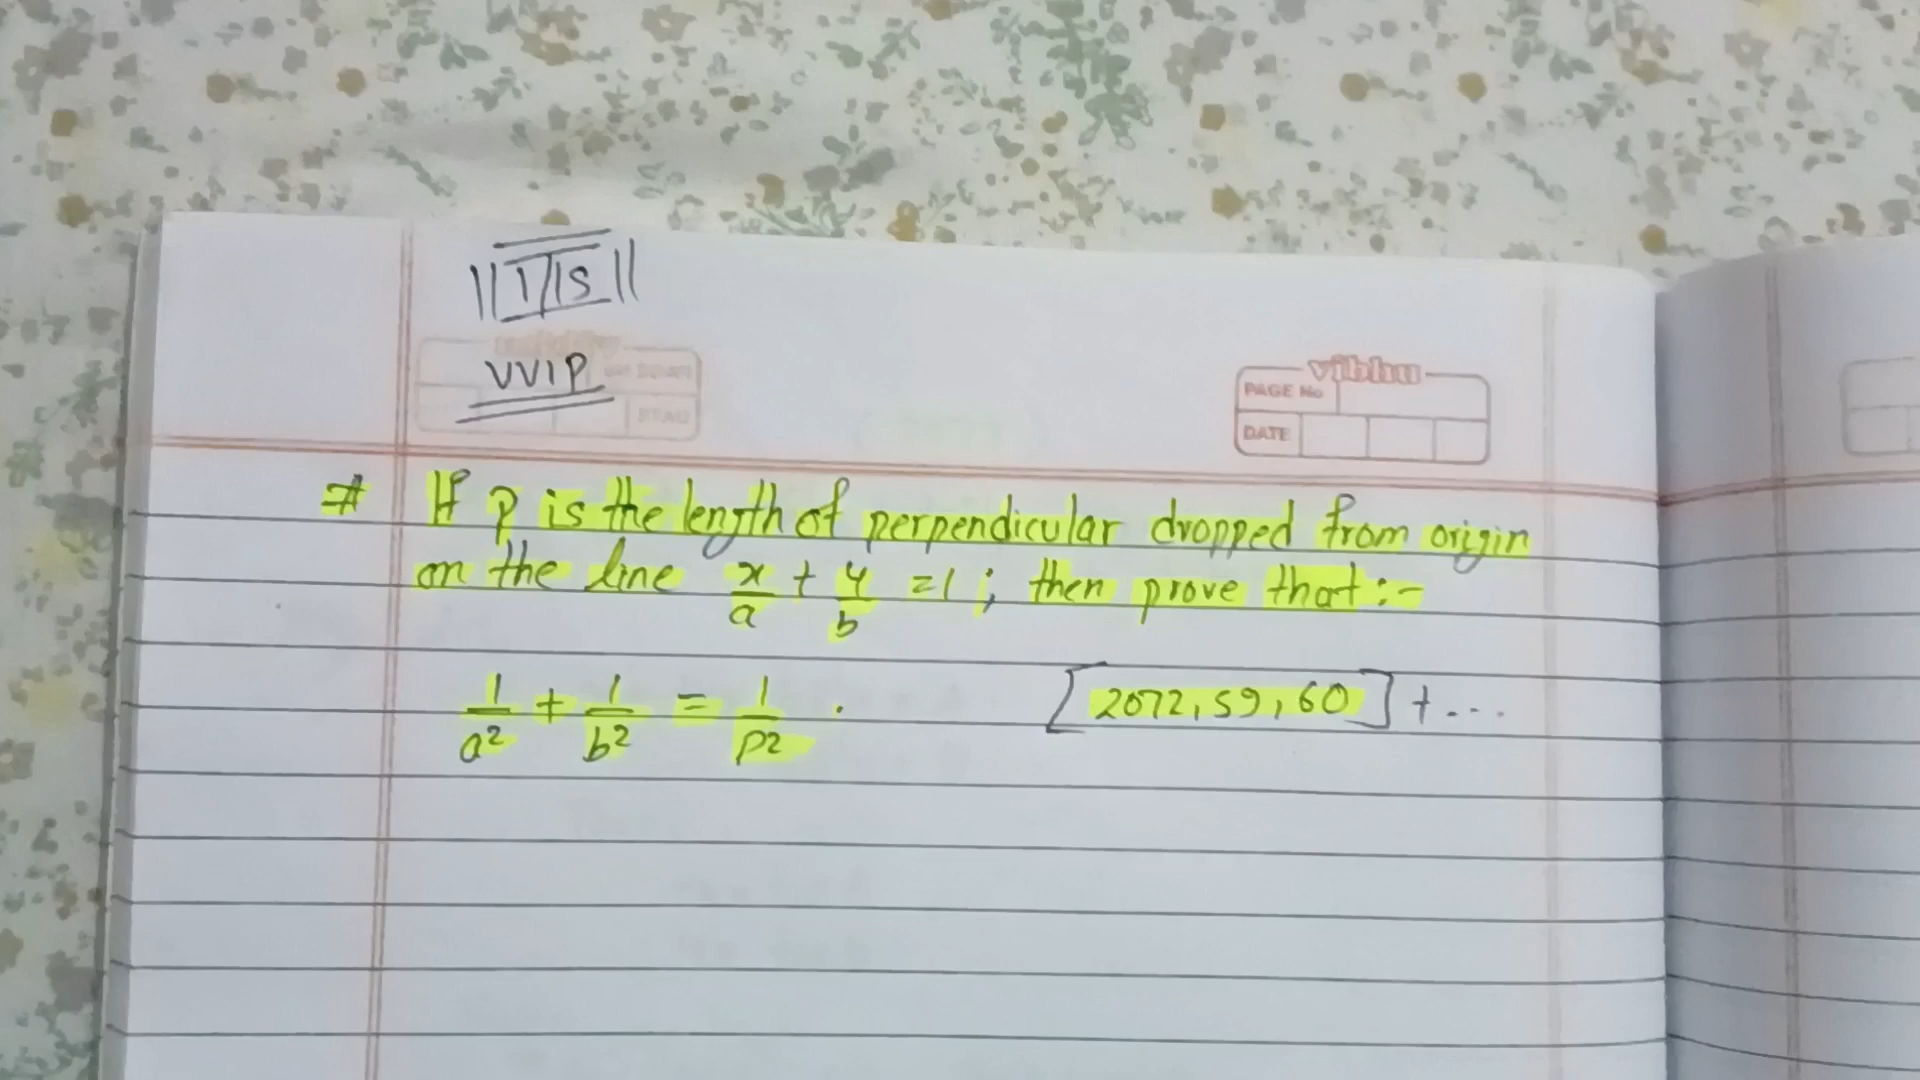 VVIP
vibhu
PAGE No
DATE
# If p is the length of perpendicular dropped from origin
on the line x/a + y/b = 1; then prove that :-
1/a² + 1/b² = 1/p² .
[2072, 59, 60] + ...